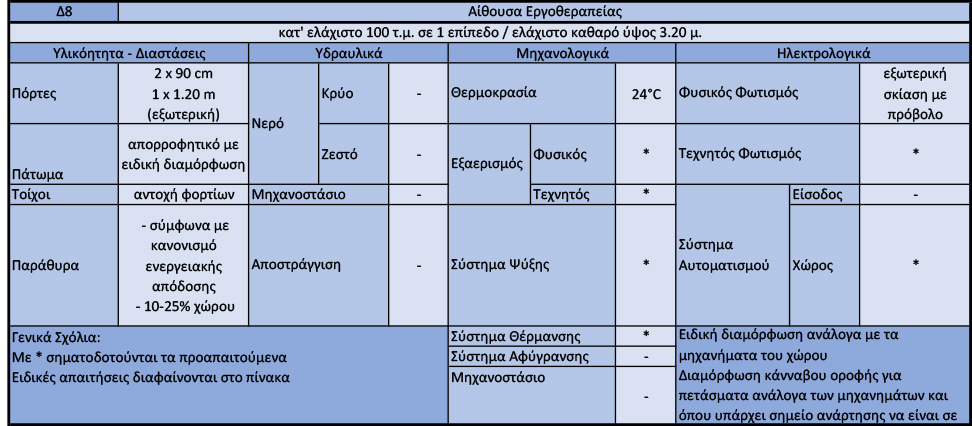 Δ8 Αίθουσα Εργοθεραπείας
κατ' ελάχιστο 100 τ.μ. σε 1 επίπεδο / ελάχιστο καθαρό ύψος 3.20 μ.
Υλικότητα - Διαστάσεις Υδραυλικά Μηχανολογικά Ηλεκτρολογικά
Πόρτες
2 x 90 cm
1 x 1.20 m
(εξωτερική)
Νερό
Κρύο -
Θερμοκρασία 24°C
Φυσικός Φωτισμός
εξωτερική
σκίαση με
πρόβολο
Πάτωμα
απορροφητικό με
ειδική διαμόρφωση
Ζεστό -
Εξαερισμός
Φυσικός *
Τεχνητός Φωτισμός *
Τοίχοι αντοχή φορτίων
Μηχανοστάσιο -
Τεχνητός *
Σύστημα
Αυτοματισμού
Είσοδος -
Παράθυρα
- σύμφωνα με
κανονισμό
ενεργειακής
απόδοσης
- 10-25% χώρου
Αποστράγγιση -
Σύστημα Ψύξης *
Χώρος *
Γενικά Σχόλια:
Με * σηματοδοτούνται τα προαπαιτούμενα
Ειδικές απαιτήσεις διαφαίνονται στο πίνακα
Σύστημα Θέρμανσης *
Σύστημα Αφύγρανσης -
Μηχανοστάσιο -
Ειδική διαμόρφωση ανάλογα με τα
μηχανήματα του χώρου
Διαμόρφωση κάνναβου οροφής για
πετάσματα ανάλογα των μηχανημάτων και
όπου υπάρχει σημείο ανάρτησης να είναι σε